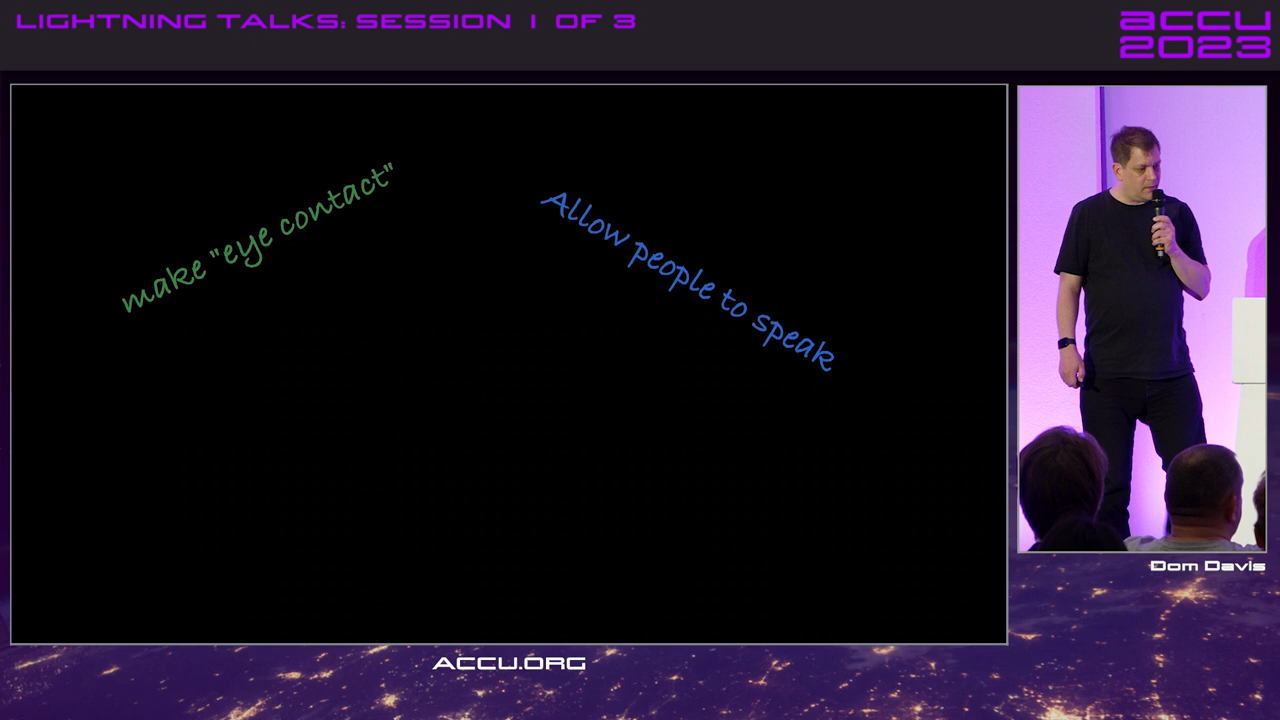 LIGHTNING TALKS: SESSION 1 OF 3
accu
2023
make "eye contact"
Allow people to speak
Dom Davis
ACCU.ORG